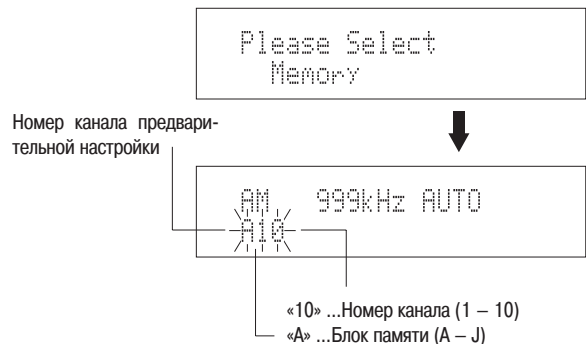 Please Select
Memory
Номер канала предвари-
тельной настройки
AM 999kHz AUTO
A10
«10» ...Номер канала (1 – 10)
«A» ...Блок памяти (A – J)